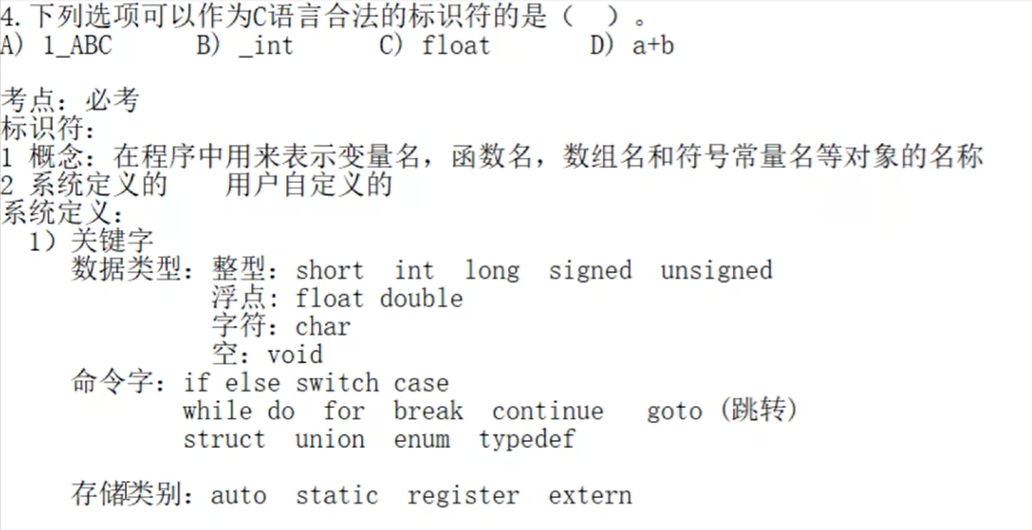 4.下列选项可以作为C语言合法的标识符的是（ ）。
A) 1_ABC B) _int C) float D) a+b
考点：必考
标识符：
1 概念：在程序中用来表示变量名，函数名，数组名和符号常量名等对象的名称
2 系统定义的 用户自定义的
系统定义：
1）关键字
数据类型：整型：short int long signed unsigned
浮点：float double
字符：char
空：void
命令字：if else switch case
while do for break continue goto（跳转）
struct union enum typedef
存储类别：auto static register extern